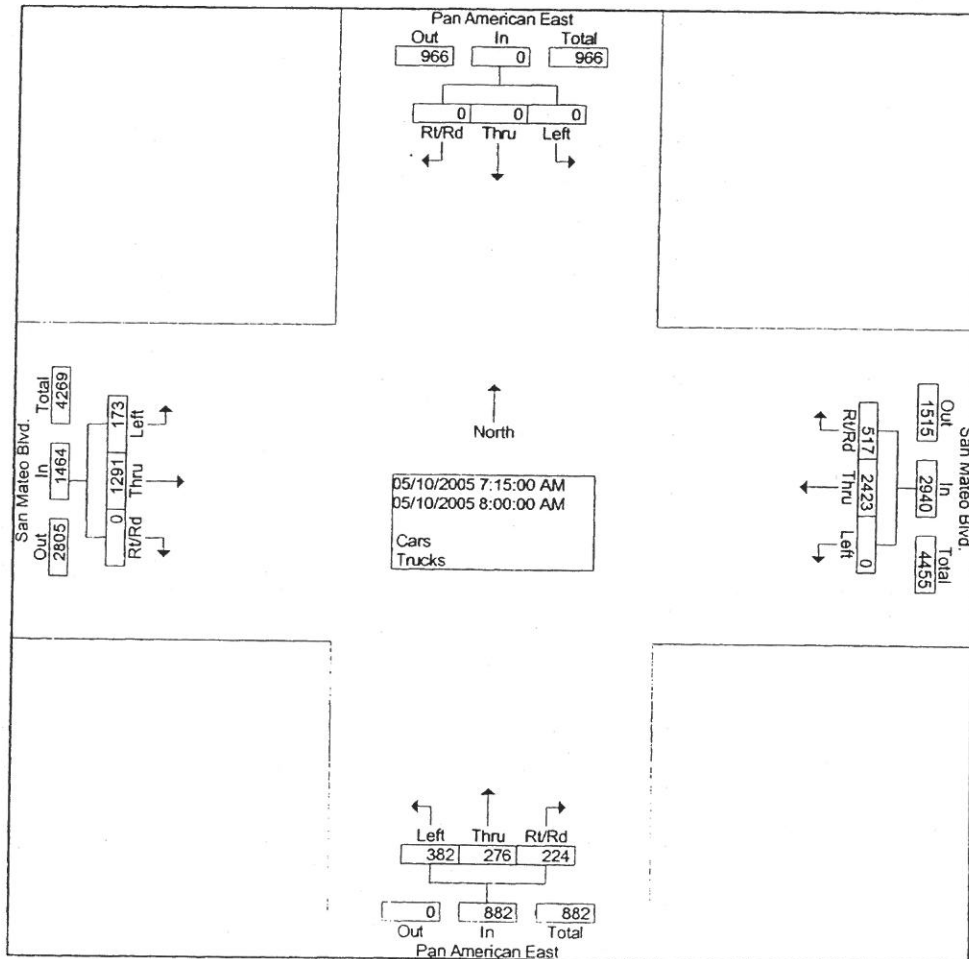 Pan American East
Out In Total
966 0 966
0 0 0
Rt/Rd Thru Left
San Mateo Blvd.
Total In Out
4269 1464 2805
173 1291 0
Left Thru Rt/Rd
North
05/10/2005 7:15:00 AM
05/10/2005 8:00:00 AM
Cars
Trucks
San Mateo Blvd.
Out In Total
1515 2940 4455
517 2423 0
Rt/Rd Thru Left
Left Thru Rt/Rd
382 276 224
0 882 882
Out In Total
Pan American East